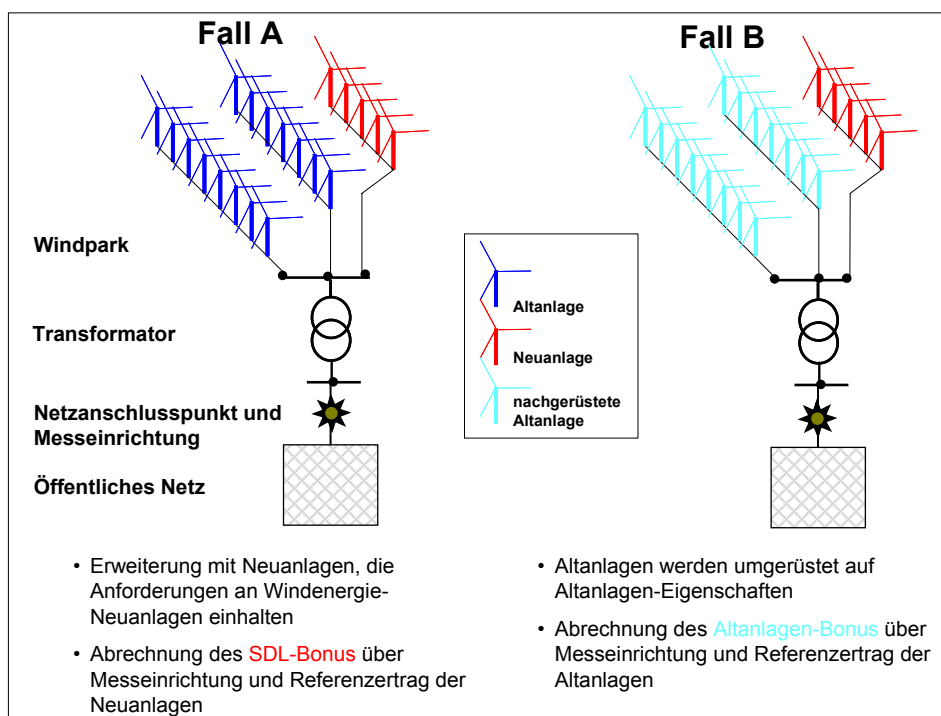 Fall A
Fall B
Windpark
Transformator
Netzanschlusspunkt und
Messeinrichtung
Öffentliches Netz
Altanlage
Neuanlage
nachgerüstete
Altanlage
• Erweiterung mit Neuanlagen, die
Anforderungen an Windenergie-
Neuanlagen einhalten
• Abrechnung des SDL-Bonus über
Messeinrichtung und Referenzertrag der
Neuanlagen
• Altanlagen werden umgerüstet auf
Altanlagen-Eigenschaften
• Abrechnung des Altanlagen-Bonus über
Messeinrichtung und Referenzertrag der
Altanlagen